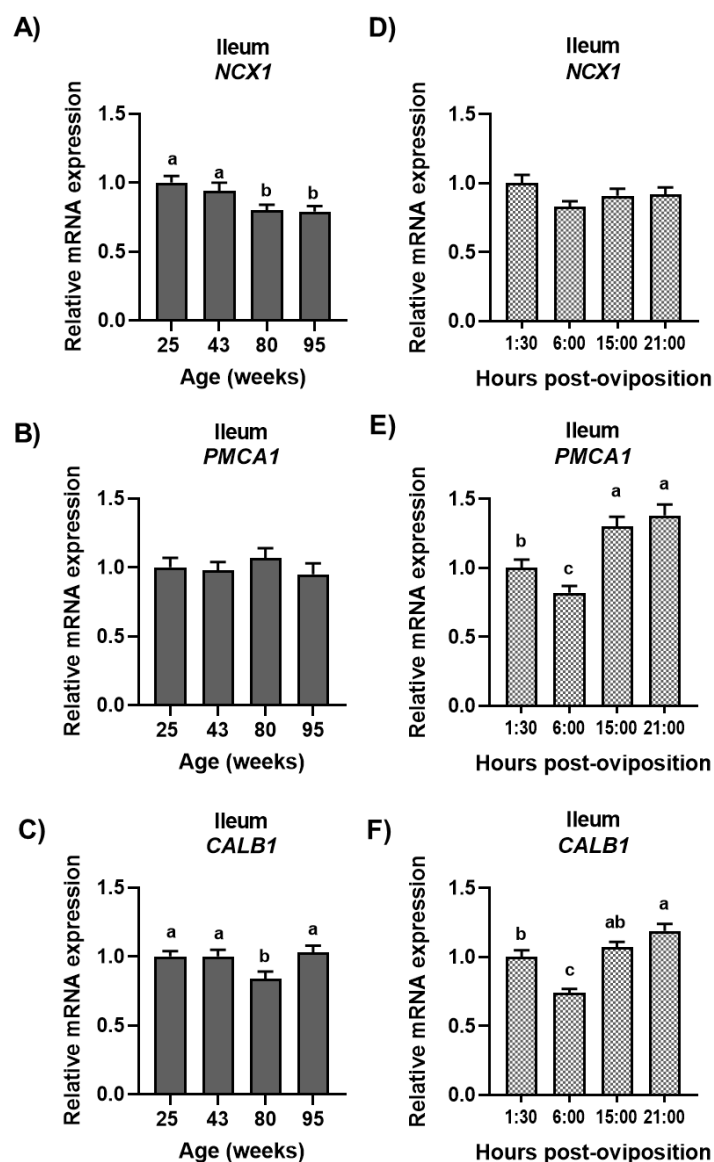 A)
Ileum
NCX1
Relative mRNA expression
1.5
1.0
0.5
0.0
a a b b
25 43 80 95
Age (weeks)
D)
Ileum
NCX1
Relative mRNA expression
1.5
1.0
0.5
0.0
1:30 6:00 15:00 21:00
Hours post-oviposition
B)
Ileum
PMCA1
Relative mRNA expression
1.5
1.0
0.5
0.0
25 43 80 95
Age (weeks)
E)
Ileum
PMCA1
Relative mRNA expression
1.5
1.0
0.5
0.0
b c a a
1:30 6:00 15:00 21:00
Hours post-oviposition
C)
Ileum
CALB1
Relative mRNA expression
1.5
1.0
0.5
0.0
a a b a
25 43 80 95
Age (weeks)
F)
Ileum
CALB1
Relative mRNA expression
1.5
1.0
0.5
0.0
b c ab a
1:30 6:00 15:00 21:00
Hours post-oviposition